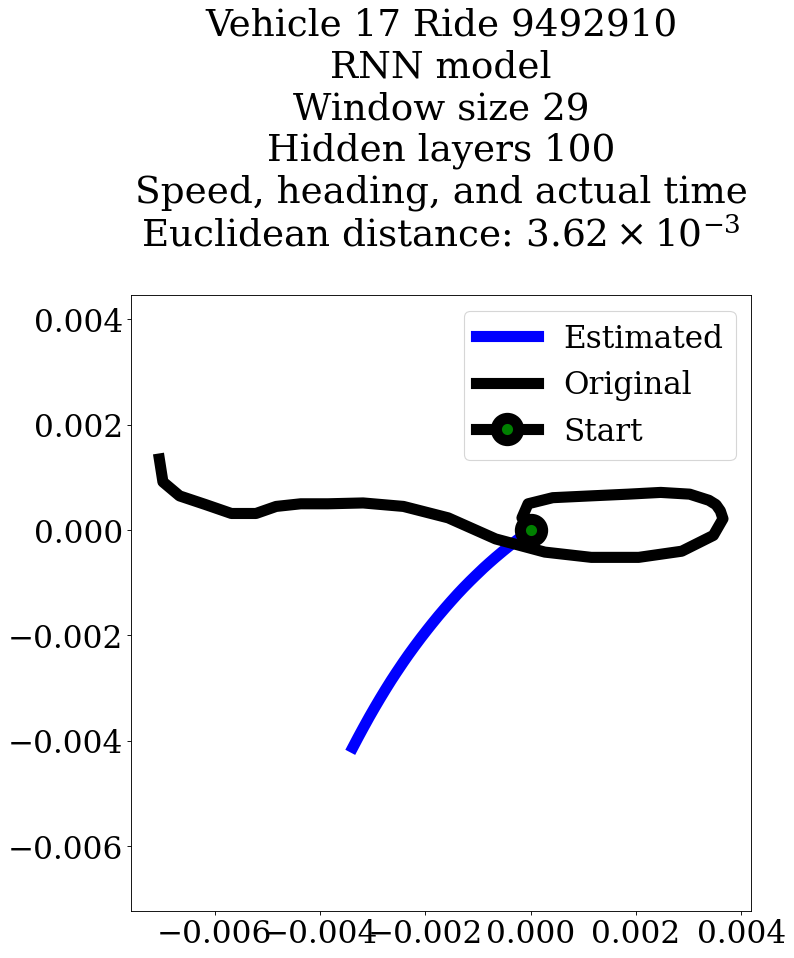 Vehicle 17 Ride 9492910
RNN model
Window size 29
Hidden layers 100
Speed, heading, and actual time
Euclidean distance: 3.62 × 10⁻³
Estimated
Original
Start
0.004
0.002
0.000
−0.002
−0.004
−0.006
−0.006 −0.004 −0.002 0.000 0.002 0.004